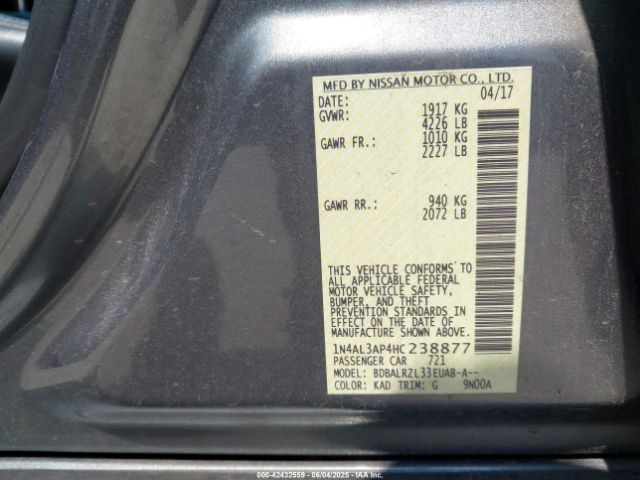 MFD BY NISSAN MOTOR CO., LTD.
DATE: 04/17
GVWR: 1917 KG
4226 LB
GAWR FR.: 1010 KG
2227 LB
GAWR RR.: 940 KG
2072 LB
THIS VEHICLE CONFORMS TO
ALL APPLICABLE FEDERAL
MOTOR VEHICLE SAFETY,
BUMPER, AND THEFT
PREVENTION STANDARDS
IN EFFECT ON THE DATE OF
MANUFACTURE SHOWN ABOVE.
1N4AL3AP4HC238877
PASSENGER CAR 721
MODEL: BDBALRZL33EUAB-A--
COLOR: KAD TRIM: G 9N00A
© IAA - 42432559 - 06/04/2025 - IAAI.com